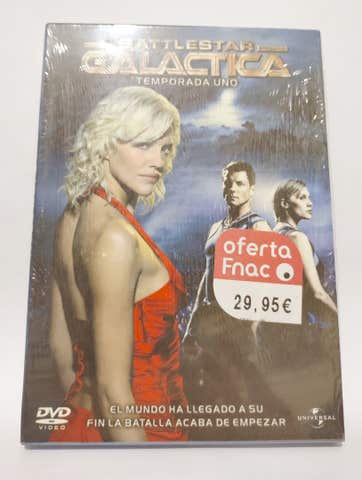 BATTLESTAR
GALACTICA
TEMPORADA UNO
oferta
Fnac
29,95€
EL MUNDO HA LLEGADO A SU
FIN LA BATALLA ACABA DE EMPEZAR
DVD
VIDEO
UNIVERSAL